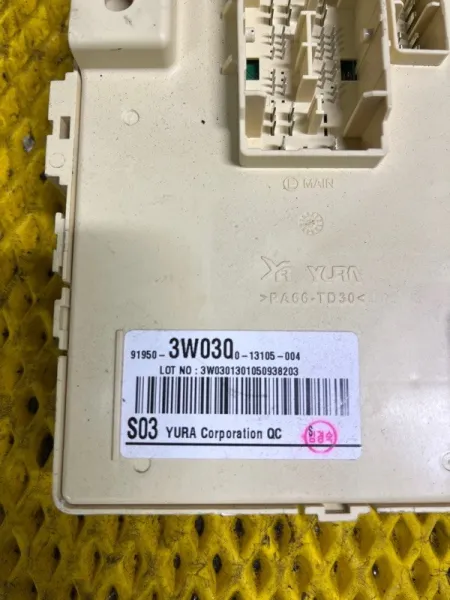 MAIN
YURA
>PA66-TD30<
91950- 3W030 0-13105-004
LOT NO : 3W0301301050938203
S03 YURA Corporation QC